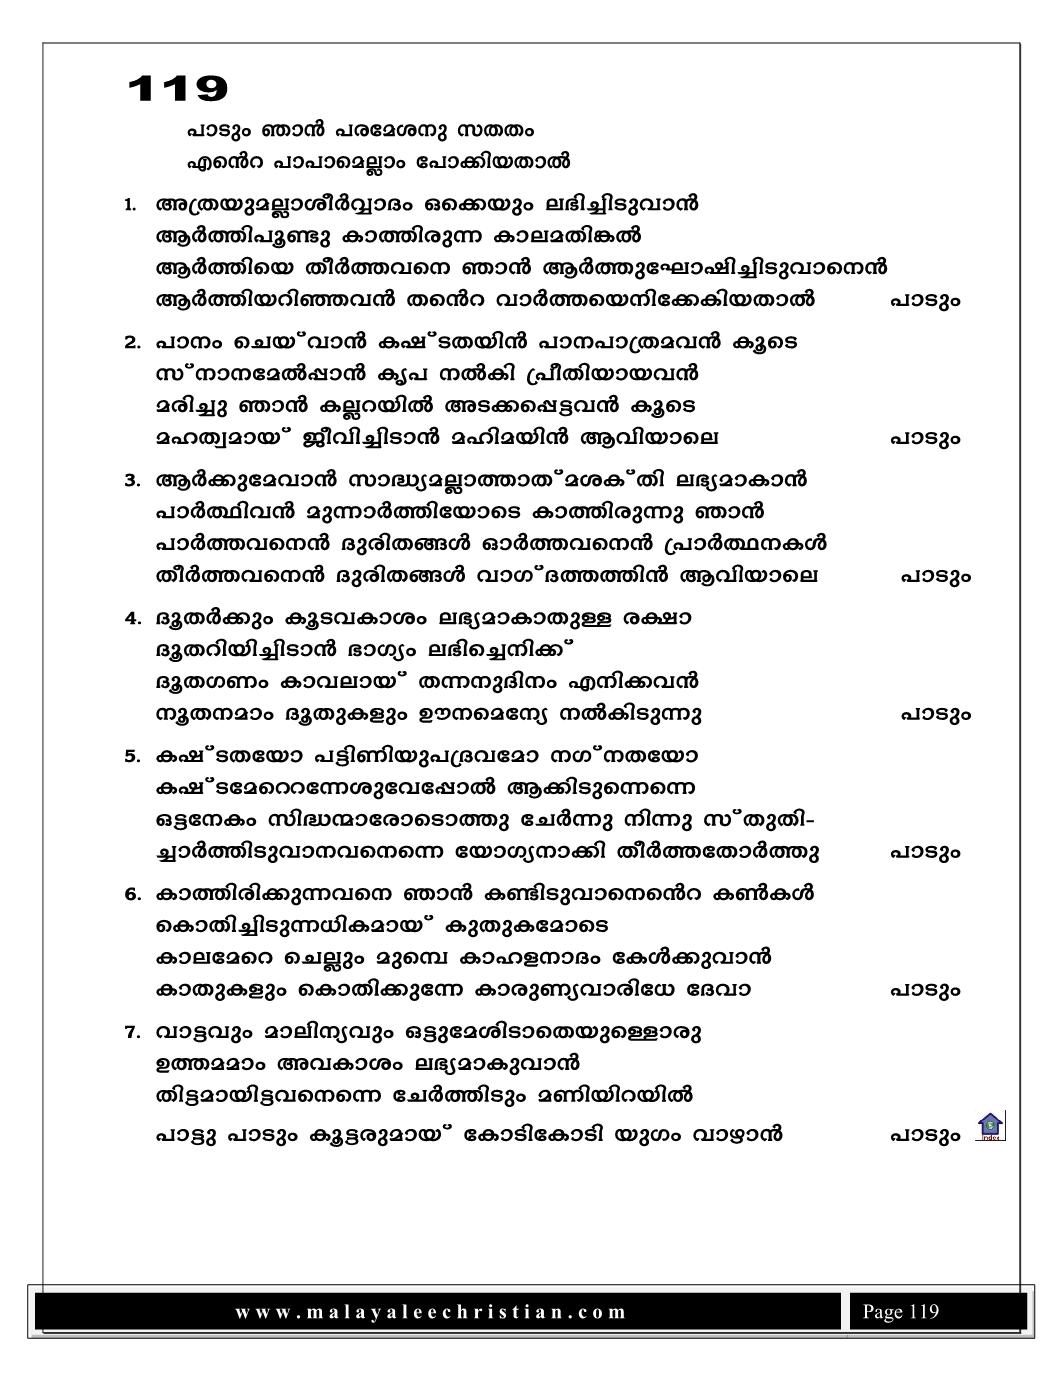 119
പാടും ഞാൻ പരമേശനു സതതം
എൻെറ പാപാമെല്ലാം പോക്കിയതാൽ
1. അത്രയുമല്ലാശീർവ്വാദം ഒക്കെയും ലഭിച്ചിടുവാൻ
ആർത്തിപൂണ്ടു കാത്തിരുന്ന കാലമതിങ്കൽ
ആർത്തിയെ തീർത്തവനെ ഞാൻ ആർത്തുഘോഷിച്ചിടുവാനെൻ
ആർത്തിയറിഞ്ഞവൻ തൻെറ വാർത്തയെനിക്കേകിയതാൽ പാടും
2. പാനം ചെയ്‌വാൻ കഷ്ടതയിൻ പാനപാത്രമവൻ കൂടെ
സ്നാനമേൽപ്പാൻ കൃപ നൽകി പ്രീതിയായവൻ
മരിച്ചു ഞാൻ കല്ലറയിൽ അടക്കപ്പെട്ടവൻ കൂടെ
മഹത്വമായ് ജീവിച്ചിടാൻ മഹിമയിൻ ആവിയാലെ പാടും
3. ആർക്കുമേവാൻ സാദ്ധ്യമല്ലാത്താത്മശക്തി ലഭ്യമാകാൻ
പാർത്ഥിവൻ മുന്നാർത്തിയോടെ കാത്തിരുന്നു ഞാൻ
പാർത്തവനെൻ ദുരിതങ്ങൾ ഓർത്തവനെൻ പ്രാർത്ഥനകൾ
തീർത്തവനെൻ ദുരിതങ്ങൾ വാഗ്ദത്തത്തിൻ ആവിയാലെ പാടും
4. ദൂതർക്കും കൂടവകാശം ലഭ്യമാകാതുള്ള രക്ഷാ
ദൂതറിയിച്ചിടാൻ ഭാഗ്യം ലഭിച്ചെനിക്ക്
ദൂതഗണം കാവലായ് തന്നനുദിനം എനിക്കവൻ
നൂതനമാം ദൂതുകളും ഊനമെന്യേ നൽകിടുന്നു പാടും
5. കഷ്ടതയോ പട്ടിണിയുപദ്രവമോ നഗ്നതയോ
കഷ്ടമേറെറന്നേശുവേപ്പോൽ ആക്കിടുന്നെന്നെ
ഒട്ടനേകം സിദ്ധന്മാരോടൊത്തു ചേർന്നു നിന്നു സ്തുതി-
ച്ചാർത്തിടുവാനവനെന്നെ യോഗ്യനാക്കി തീർത്തതോർത്തു പാടും
6. കാത്തിരിക്കുന്നവനെ ഞാൻ കണ്ടിടുവാനെൻെറ കൺകൾ
കൊതിച്ചിടുന്നധികമായ് കുതുകമോടെ
കാലമേറെ ചെല്ലും മുമ്പെ കാഹളനാദം കേൾക്കുവാൻ
കാതുകളും കൊതിക്കുന്നേ കാരുണ്യവാരിധേ ദേവാ പാടും
7. വാട്ടവും മാലിന്യവും ഒട്ടുമേശിടാതെയുള്ളൊരു
ഉത്തമമാം അവകാശം ലഭ്യമാകുവാൻ
തിട്ടമായിട്ടവനെന്നെ ചേർത്തിടും മണിയിറയിൽ
പാട്ടു പാടും കൂട്ടരുമായ് കോടികോടി യുഗം വാഴാൻ പാടും
index
www.malayaleechristian.com Page 119